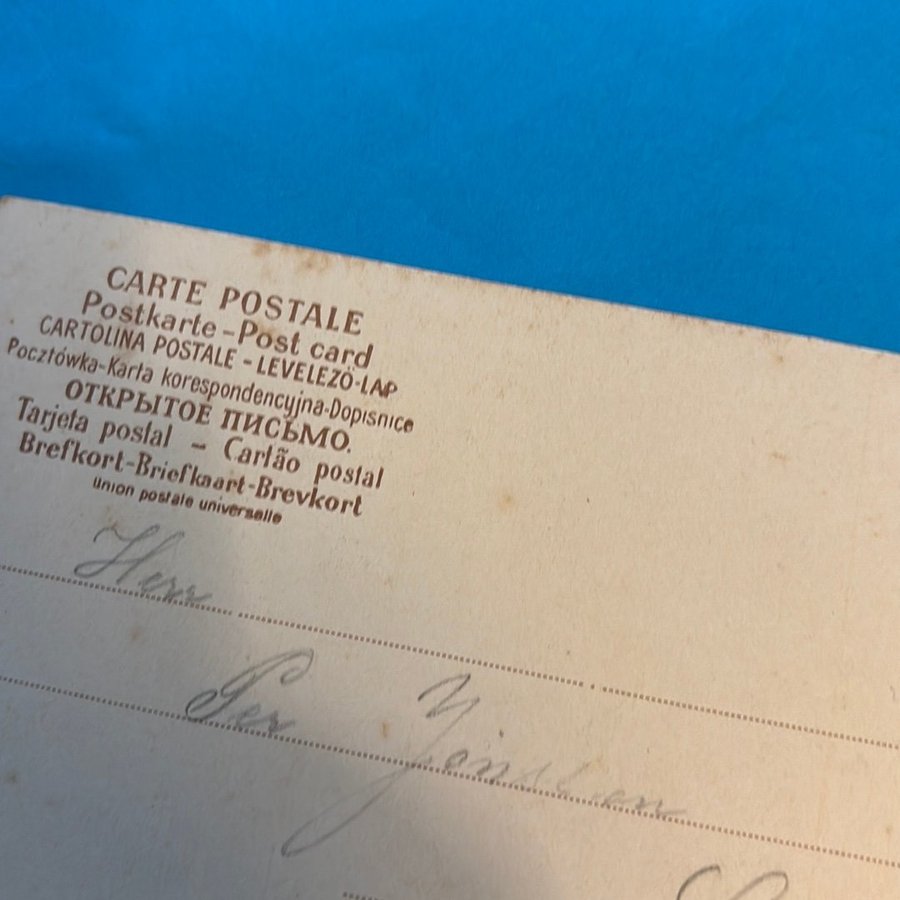 CARTE POSTALE
Postkarte-Post card
CARTOLINA POSTALE - LEVELEZŐ-LAP
Pocztówka-Karta korespondencyjna-Dopisnice
ОТКРЫТОЕ ПИСЬМО.
Tarjeta postal - Cartão postal
Brefkort-Briefkaart-Brevkort
Union postale universelle
Herr
Per